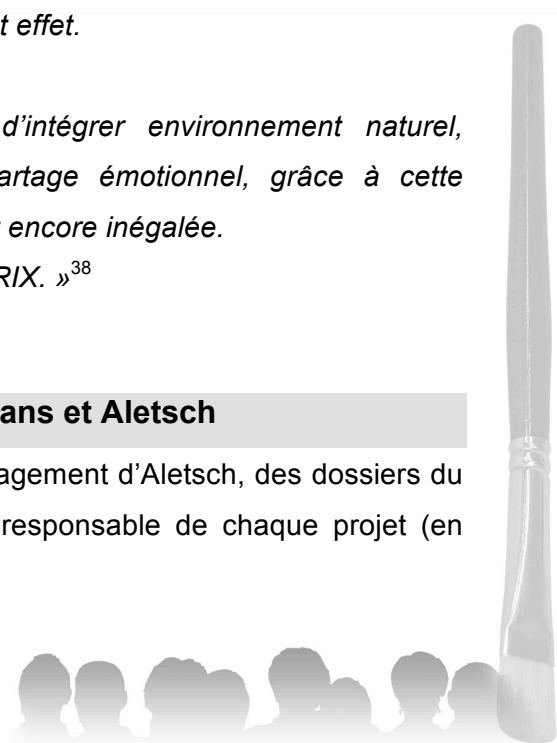 t effet.
d'intégrer environnement naturel,
artage émotionnel, grâce à cette
encore inégalée.
RIX. »38
ans et Aletsch
agement d'Aletsch, des dossiers du
responsable de chaque projet (en